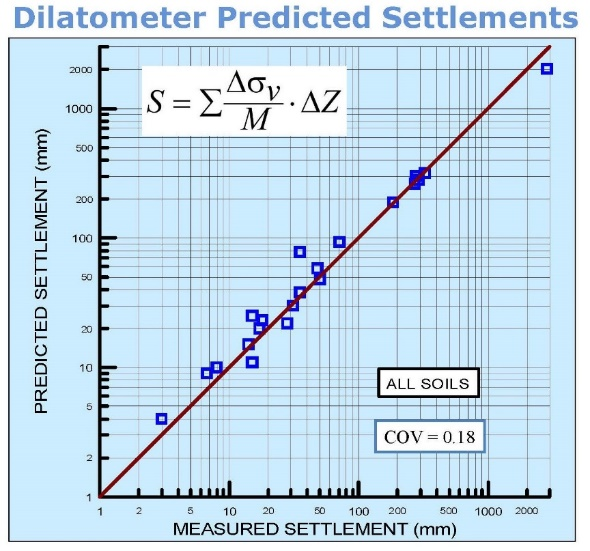 Dilatometer Predicted Settlements
S = Σ Δσv / M · ΔZ
PREDICTED SETTLEMENT (mm)
2000
1000
500
200
100
50
20
10
5
2
1
ALL SOILS
COV = 0.18
1 2 5 10 20 50 100 200 500 1000 2000
MEASURED SETTLEMENT (mm)